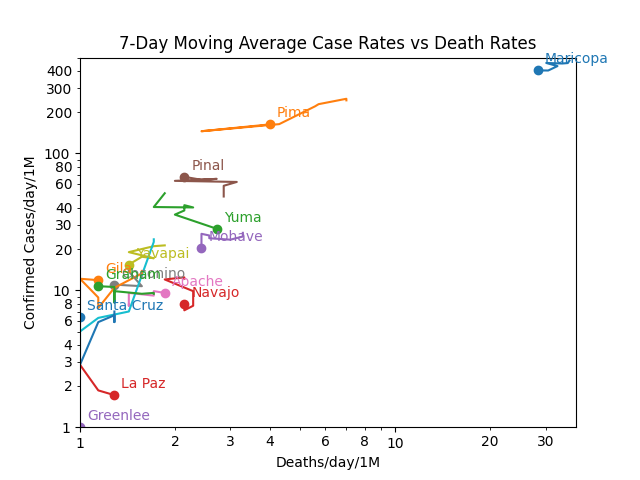 7-Day Moving Average Case Rates vs Death Rates
Maricopa
400
300
Pima
200
100
Pinal
80
60
Yuma
40
30
Mohave
20
Yavapai
Gila
Coconino
Graham
Apache
10
Navajo
8
Santa Cruz
6
4
3
La Paz
2
Greenlee
1
1 2 3 4 6 8 10 20 30
Deaths/day/1M
Confirmed Cases/day/1M